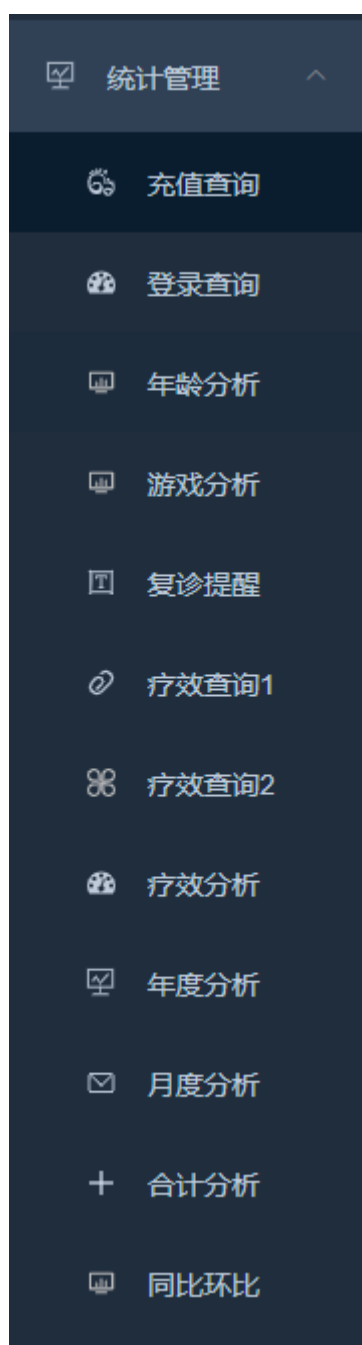 统计管理
充值查询
登录查询
年龄分析
游戏分析
复诊提醒
疗效查询1
疗效查询2
疗效分析
年度分析
月度分析
合计分析
同比环比